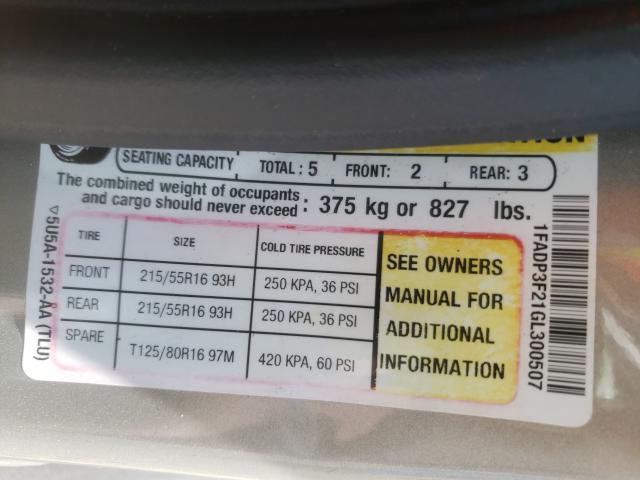 SEATING CAPACITY TOTAL : 5 FRONT: 2 REAR: 3
The combined weight of occupants
and cargo should never exceed : 375 kg or 827 lbs.
TIRE SIZE COLD TIRE PRESSURE
FRONT 215/55R16 93H 250 KPA, 36 PSI
REAR 215/55R16 93H 250 KPA, 36 PSI
SPARE T125/80R16 97M 420 KPA, 60 PSI
SEE OWNERS
MANUAL FOR
ADDITIONAL
INFORMATION
5U5A-1532-AA (TLU)
1FADP3F21GL300507